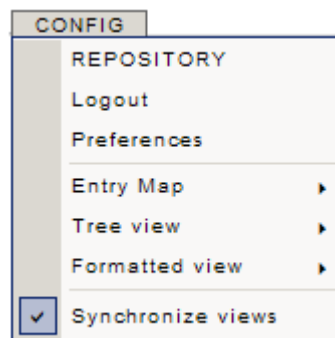 CONFIG
REPOSITORY
Logout
Preferences
Entry Map
Tree view
Formatted view
Synchronize views